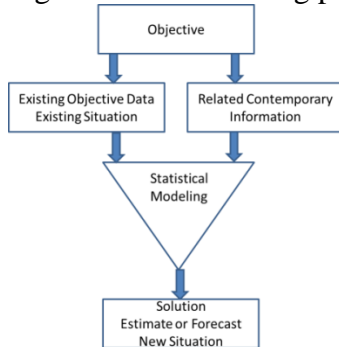 Objective
Existing Objective Data
Existing Situation
Related Contemporary
Information
Statistical
Modeling
Solution
Estimate or Forecast
New Situation